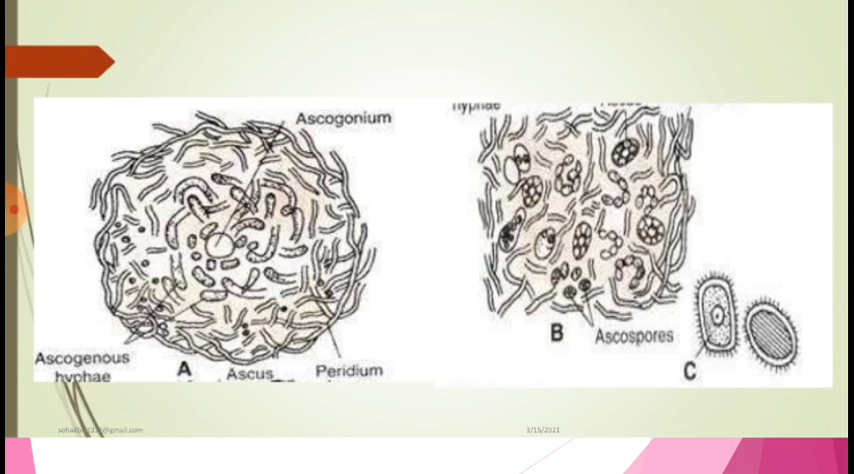 Ascogonium
hyphae
Ascogenous
hyphae
A
Ascus
Peridium
B
Ascospores
C
3/15/2021